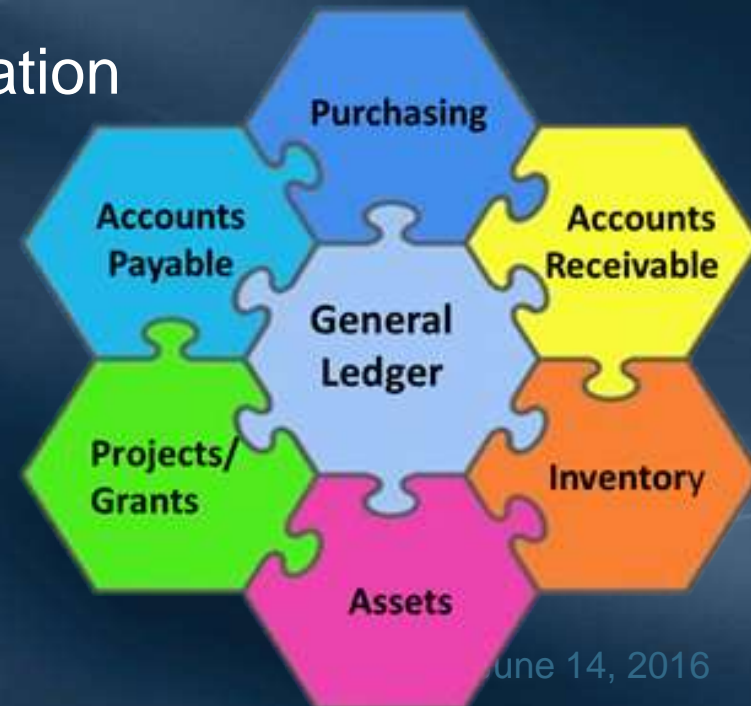 ation
Purchasing
Accounts
Payable
Accounts
Receivable
General
Ledger
Projects/
Grants
Inventory
Assets
une 14, 2016